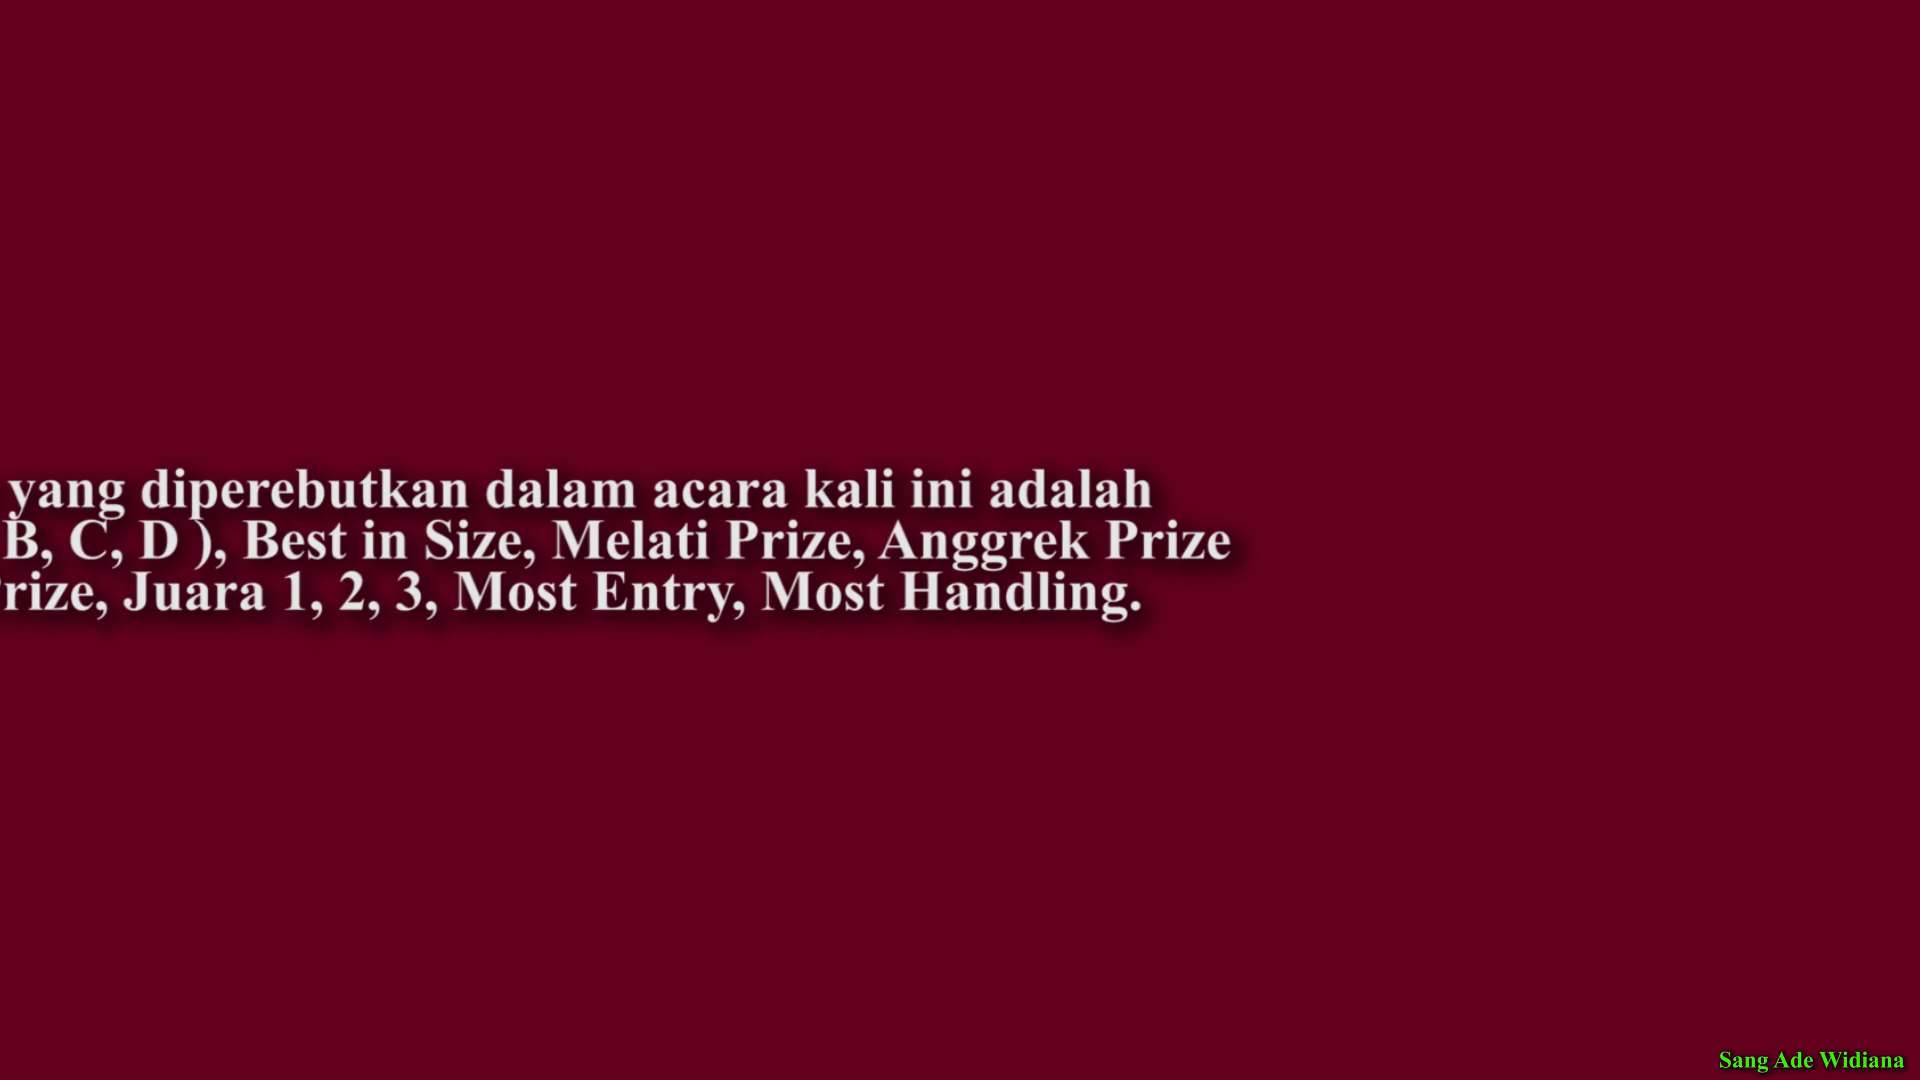 yang diperebutkan dalam acara kali ini adalah
B, C, D ), Best in Size, Melati Prize, Anggrek Prize
rize, Juara 1, 2, 3, Most Entry, Most Handling.
Sang Ade Widiana